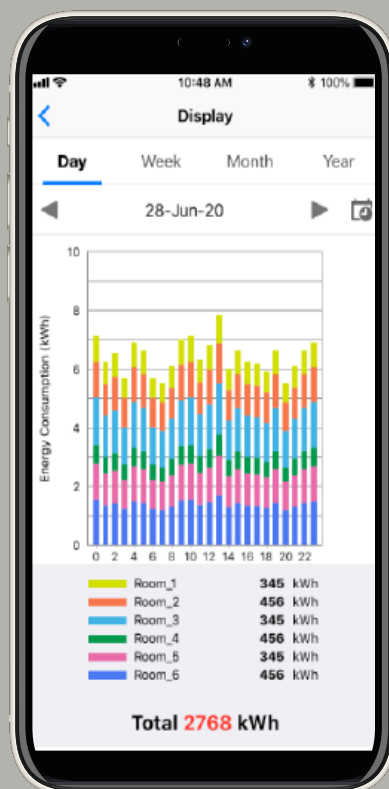 10:48 AM 100%
Display
Day Week Month Year
28-Jun-20
Energy Consumption (kWh)
10
8
6
4
2
0
0 2 4 6 8 10 12 14 16 18 20 22
Room_1 345 kWh
Room_2 456 kWh
Room_3 345 kWh
Room_4 456 kWh
Room_5 345 kWh
Room_6 456 kWh
Total 2768 kWh